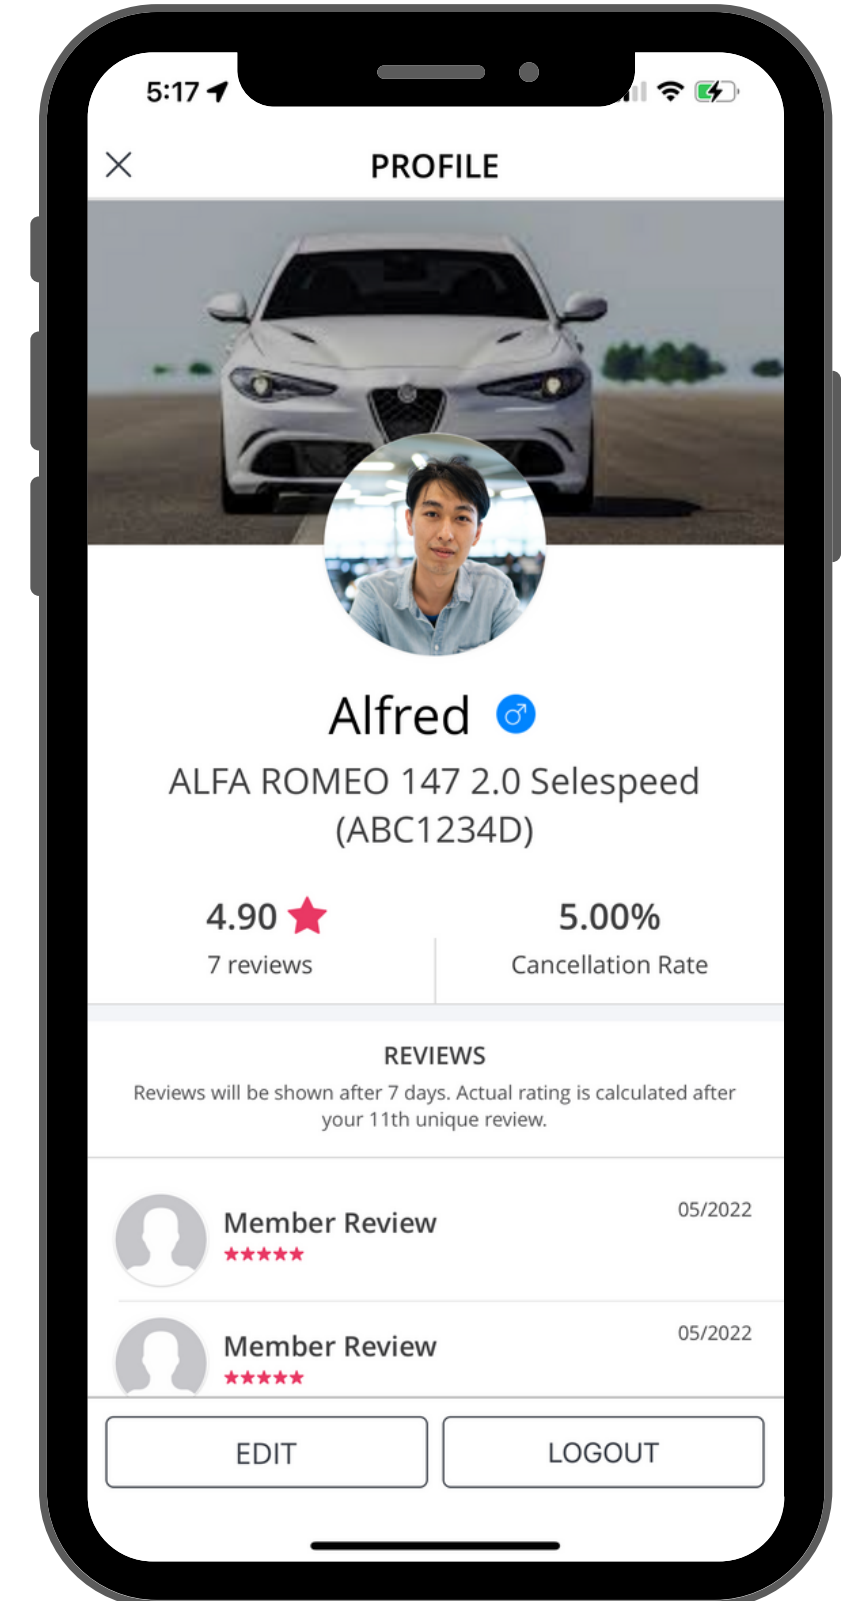 5:17
PROFILE
Alfred
ALFA ROMEO 147 2.0 Selespeed
(ABC1234D)
4.90
5.00%
7 reviews
Cancellation Rate
REVIEWS
Reviews will be shown after 7 days. Actual rating is calculated after
your 11th unique review.
Member Review
05/2022
Member Review
05/2022
EDIT
LOGOUT